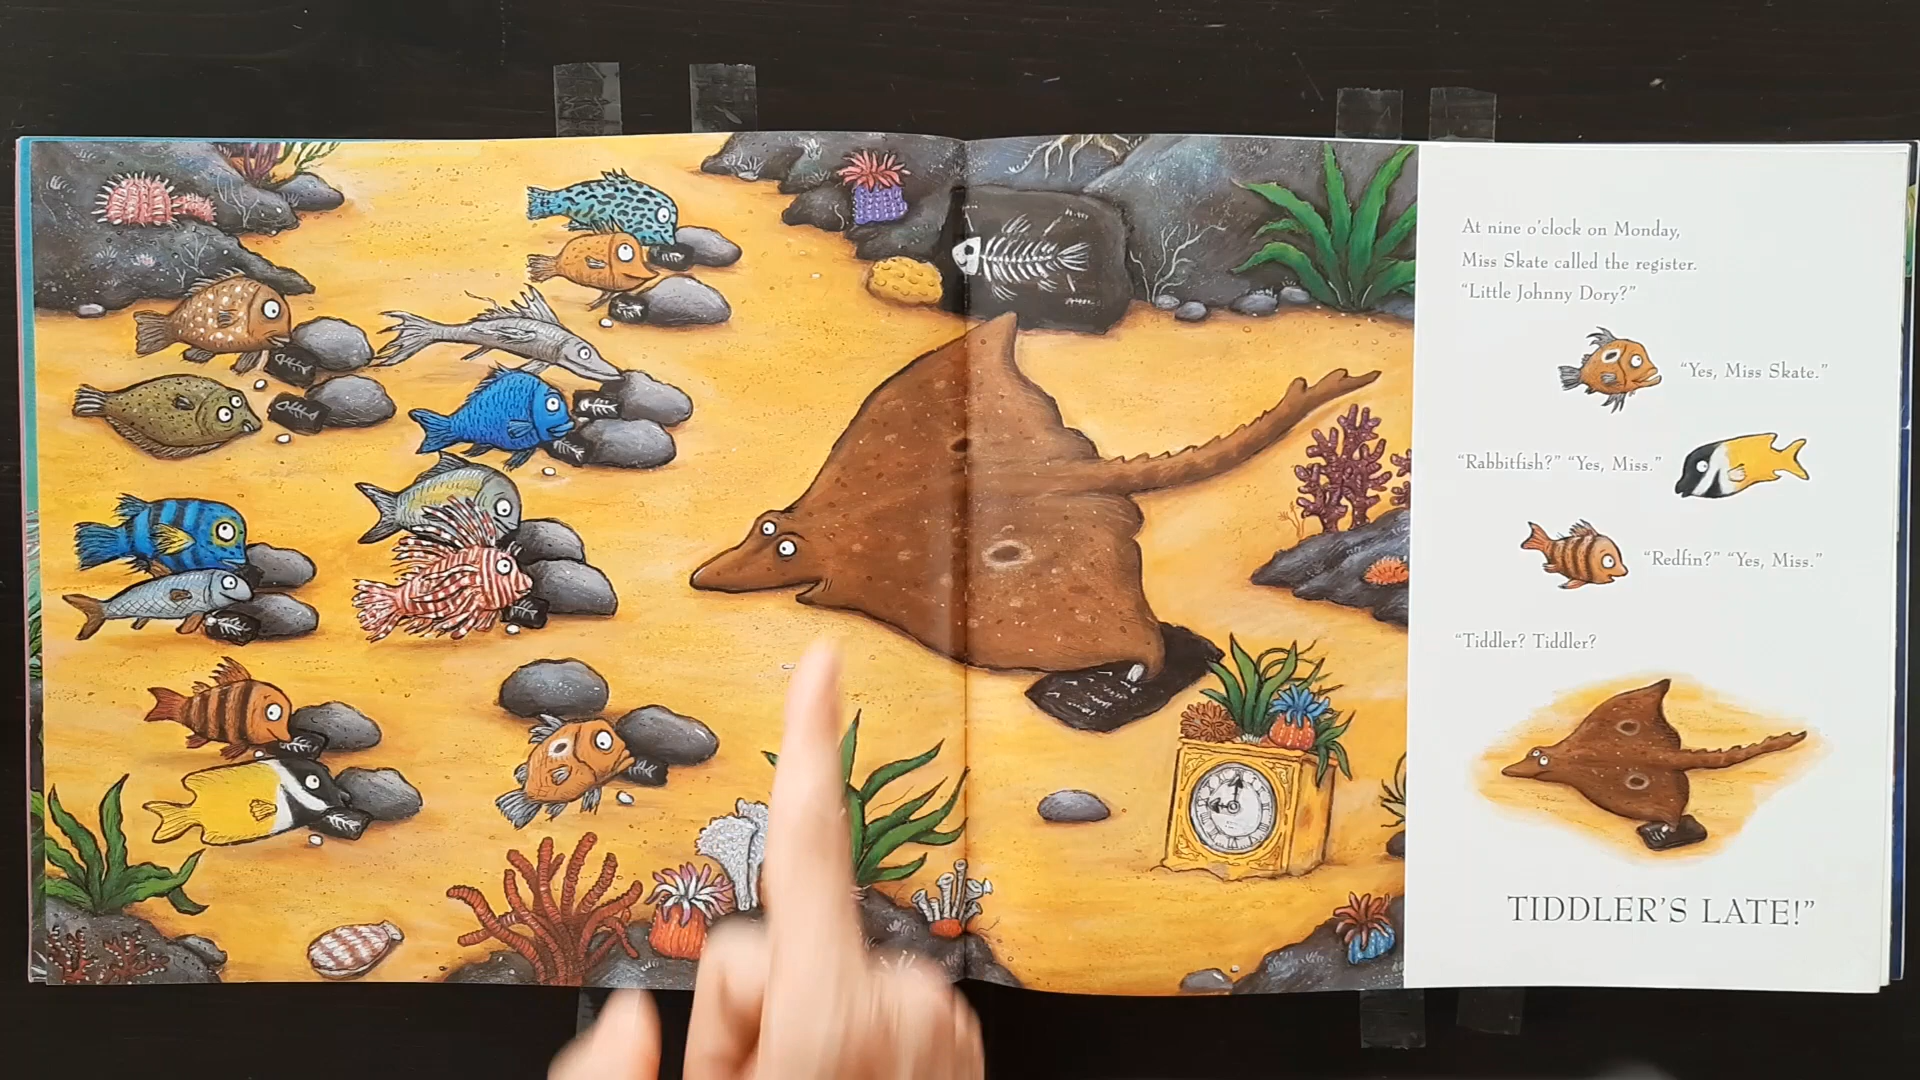 At nine o'clock on Monday,
Miss Skate called the register.
"Little Johnny Dory?"
"Yes, Miss Skate."
"Rabbitfish?" "Yes, Miss."
"Redfin?" "Yes, Miss."
"Tiddler? Tiddler?
TIDDLER'S LATE!"